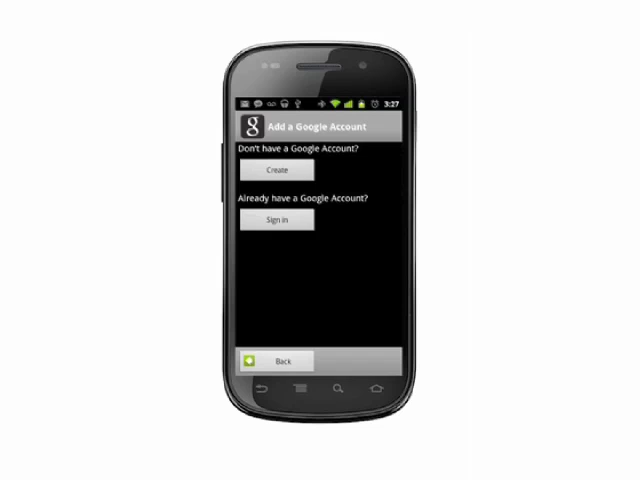 3:27
g Add a Google Account
Don't have a Google Account?
Create
Already have a Google Account?
Sign in
Back